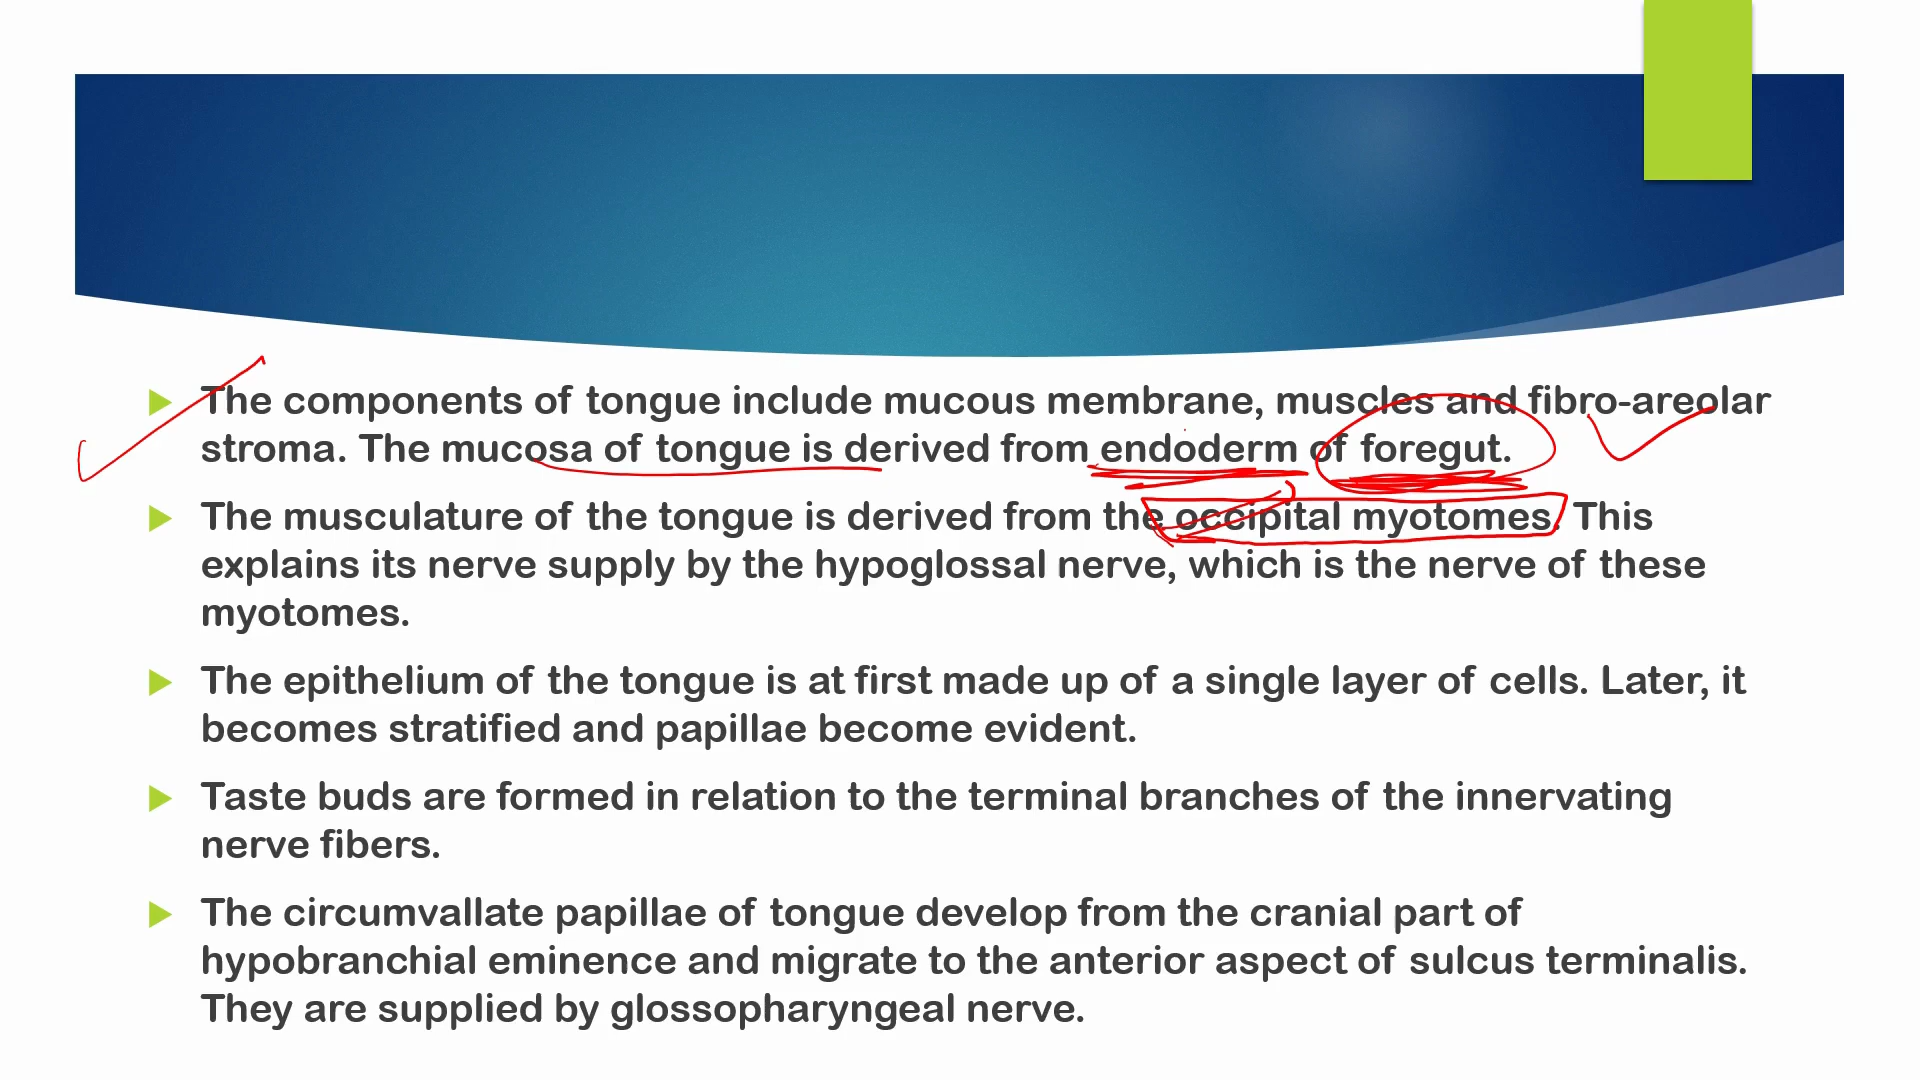 The components of tongue include mucous membrane, muscles and fibro-areolar
stroma. The mucosa of tongue is derived from endoderm of foregut.
The musculature of the tongue is derived from the occipital myotomes. This
explains its nerve supply by the hypoglossal nerve, which is the nerve of these
myotomes.
The epithelium of the tongue is at first made up of a single layer of cells. Later, it
becomes stratified and papillae become evident.
Taste buds are formed in relation to the terminal branches of the innervating
nerve fibers.
The circumvallate papillae of tongue develop from the cranial part of
hypobranchial eminence and migrate to the anterior aspect of sulcus terminalis.
They are supplied by glossopharyngeal nerve.